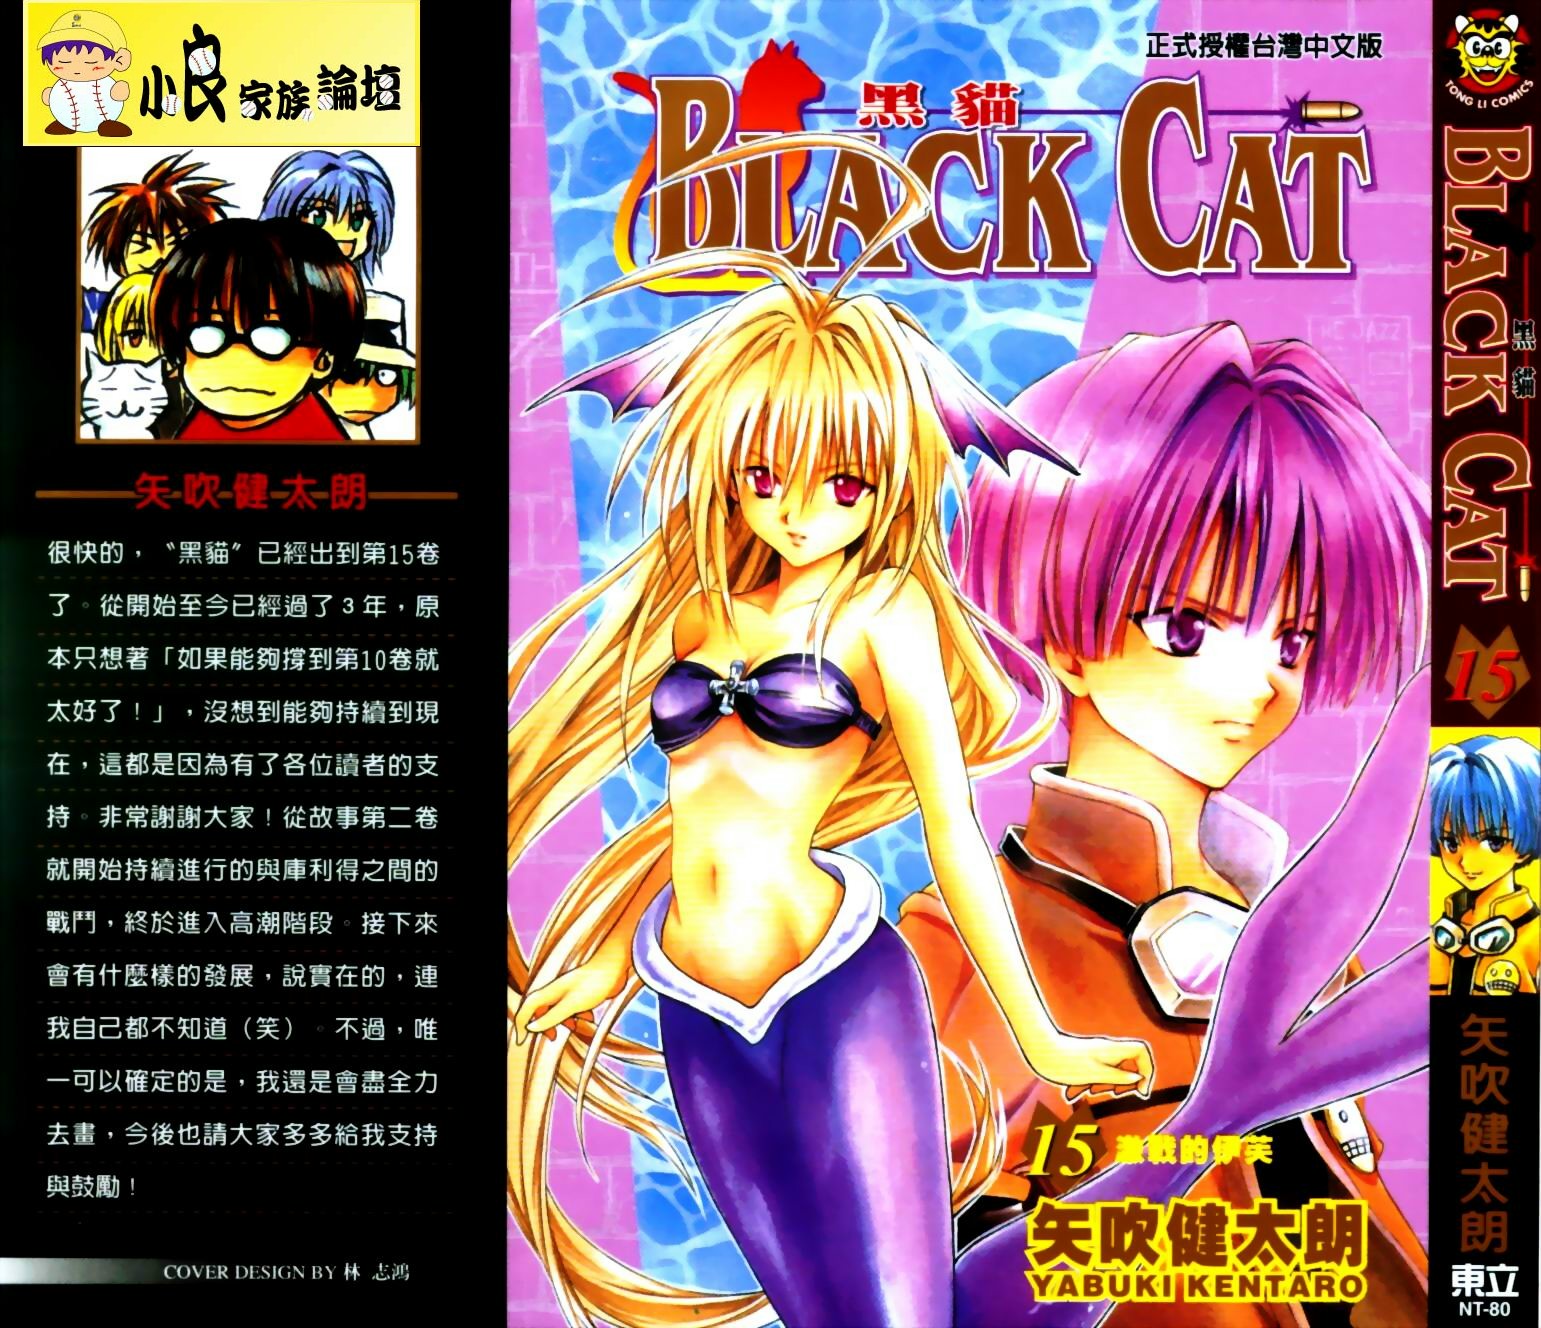 小良家族論壇
矢吹健太朗
很快的，〝黑貓〞已經出到第15卷
了。從開始至今已經過了3年，原
本只想著「如果能夠撐到第10卷就
太好了！」，沒想到能夠持續到現
在，這都是因為有了各位讀者的支
持。非常謝謝大家！從故事第二卷
就開始持續進行的與庫利得之間的
戰鬥，終於進入高潮階段。接下來
會有什麼樣的發展，說實在的，連
我自己都不知道（笑）。不過，唯
一可以確定的是，我還是會盡全力
去畫，今後也請大家多多給我支持
與鼓勵！
COVER DESIGN BY 林 志鴻
正式授權台灣中文版
黑貓
BLACK CAT
15 激戰的伊芙
矢吹健太朗
YABUKI KENTARO
TONG LI COMICS
BLACK CAT
黑貓
15
矢吹健太朗
東立
NT-80